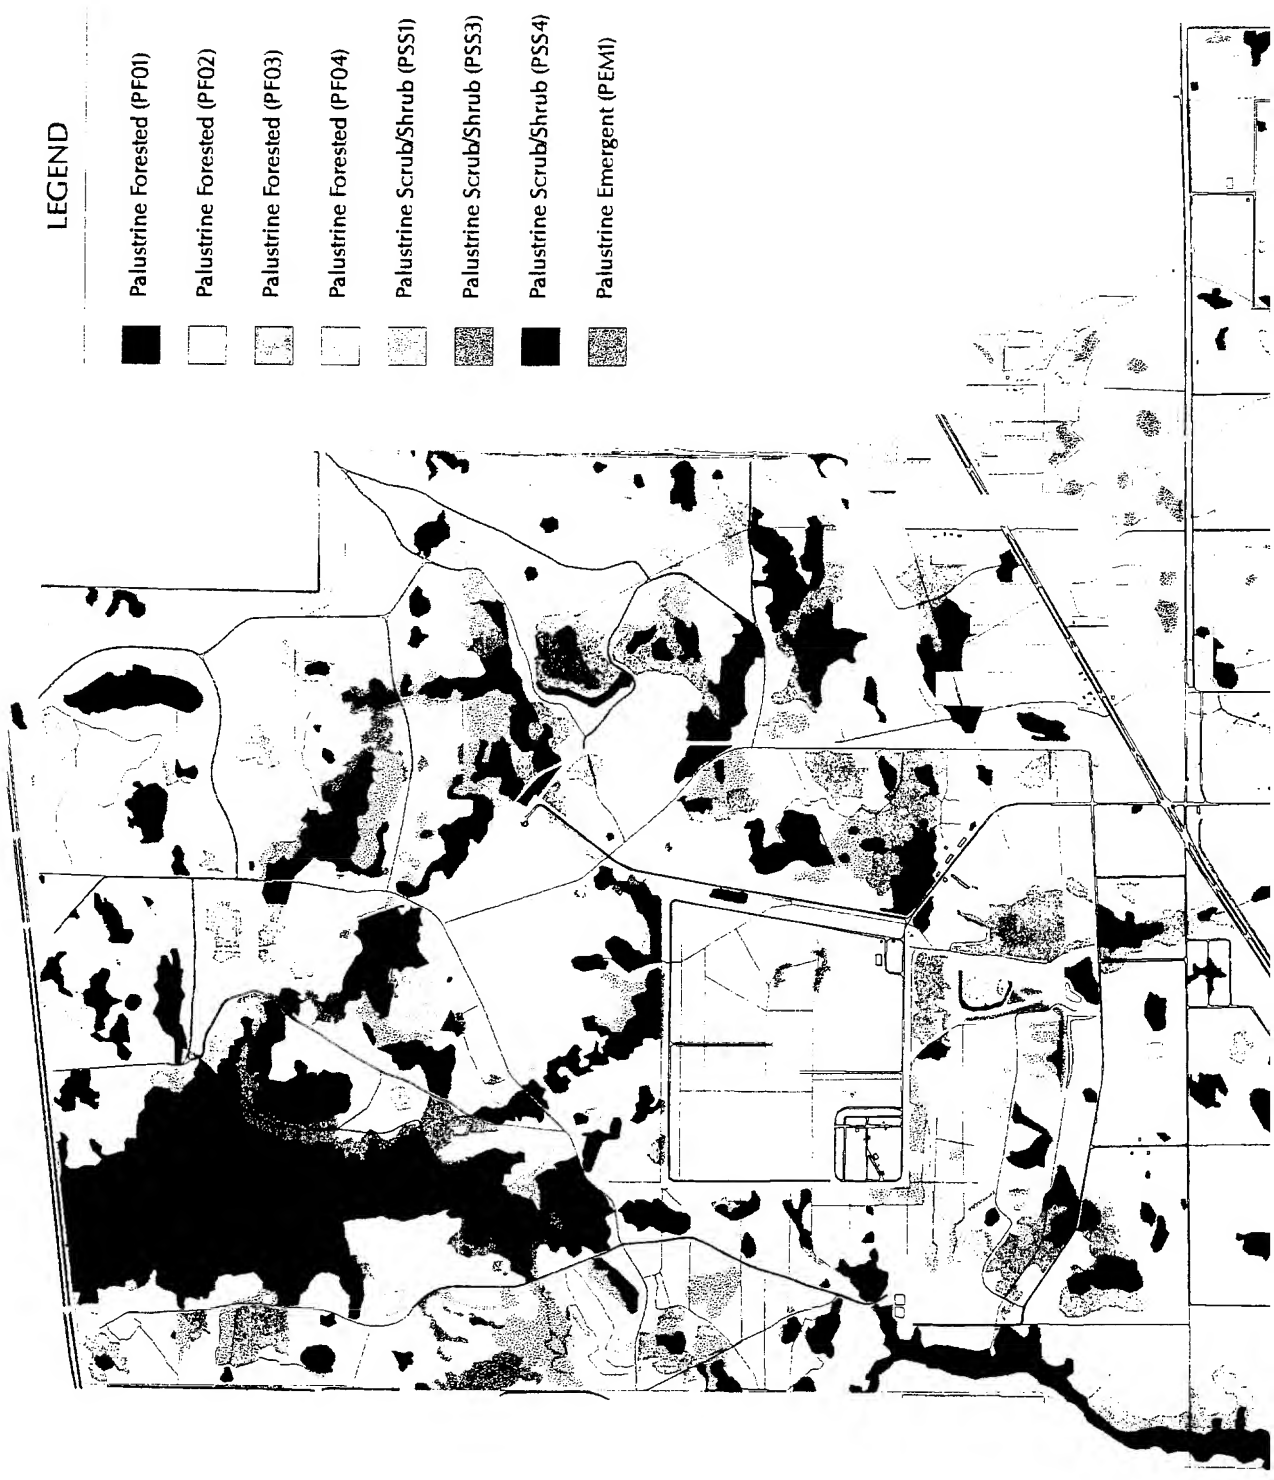 LEGEND
Palustrine Forested (PF01)
Palustrine Forested (PF02)
Palustrine Forested (PF03)
Palustrine Forested (PF04)
Palustrine Scrub/Shrub (PSS1)
Palustrine Scrub/Shrub (PSS3)
Palustrine Scrub/Shrub (PSS4)
Palustrine Emergent (PEM1)